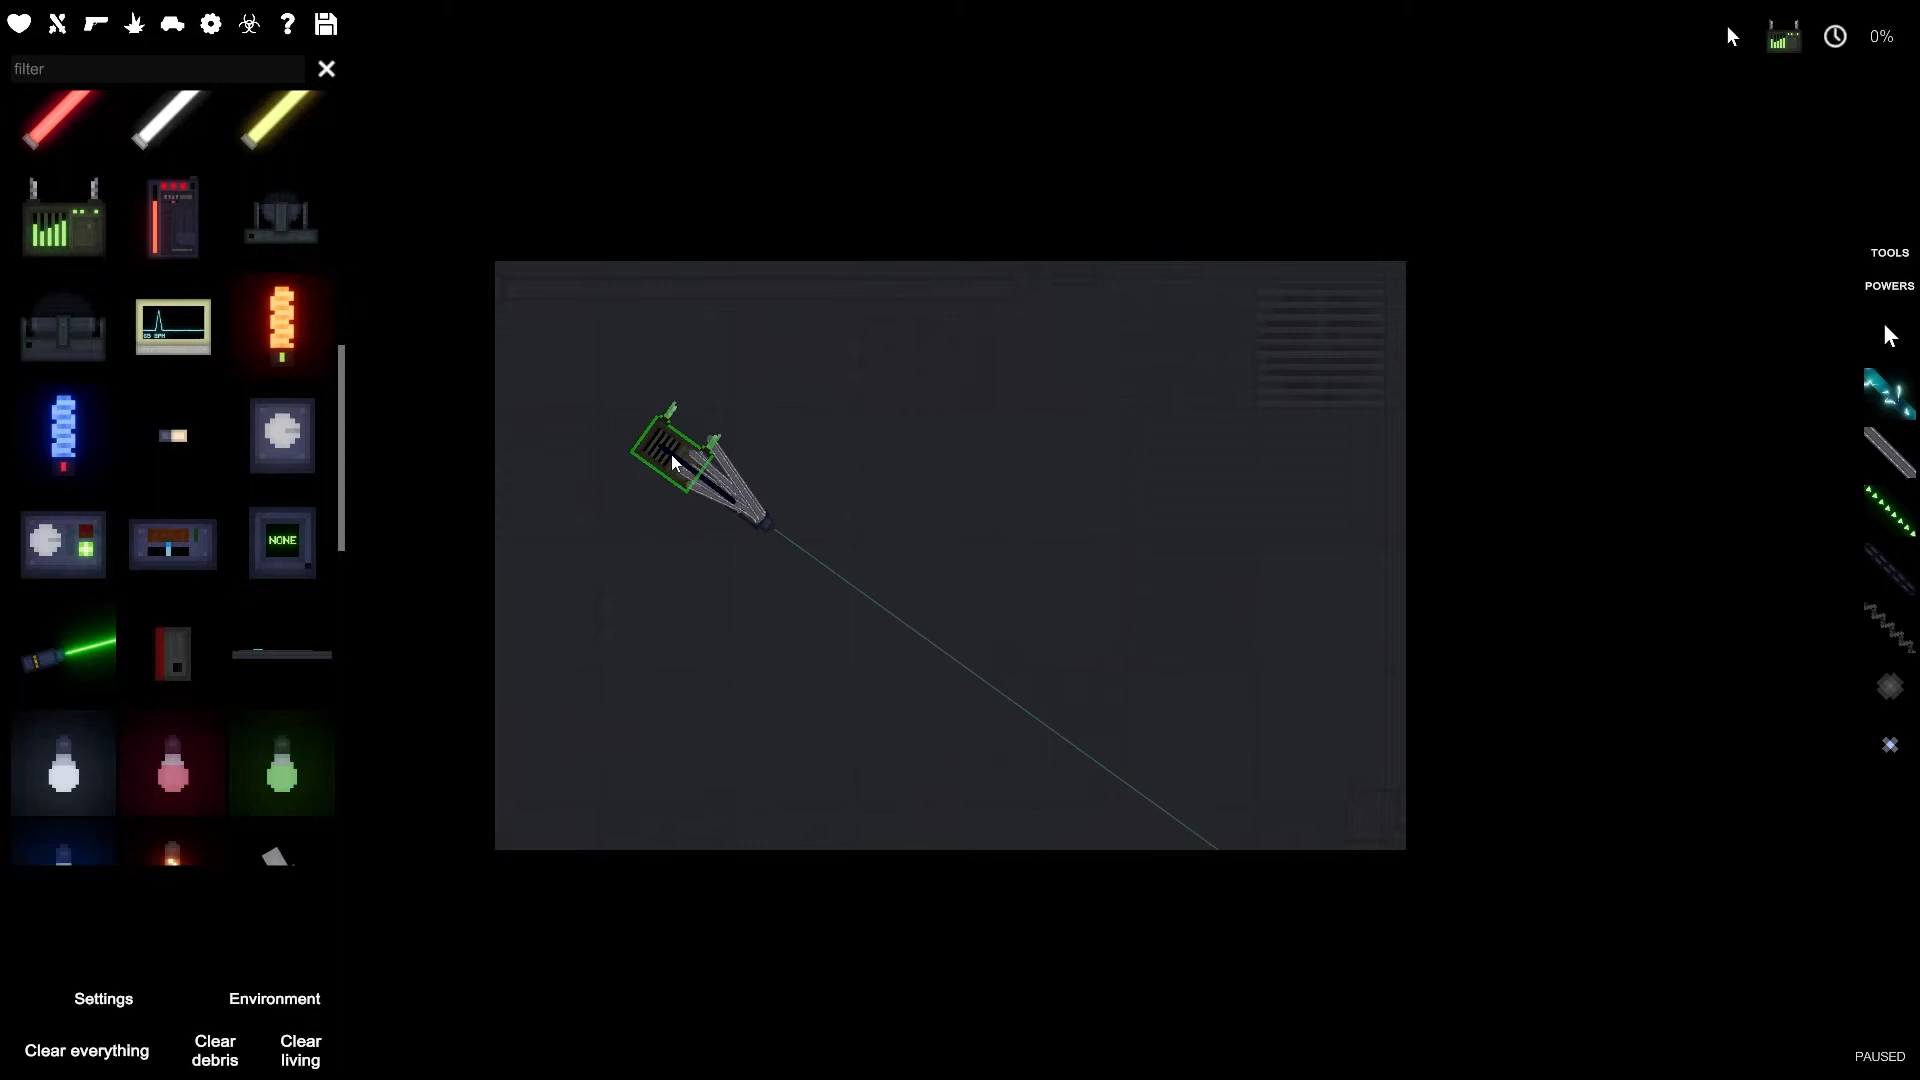 filter
0%
TOOLS
POWERS
NONE
Settings
Environment
Clear everything
Clear
debris
Clear
living
PAUSED